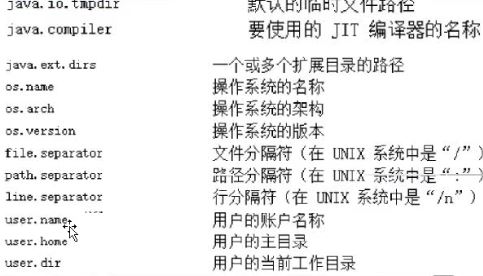 java.io.tmpdir 默认的临时文件路径
java.compiler 要使用的 JIT 编译器的名称
java.ext.dirs 一个或多个扩展目录的路径
os.name 操作系统的名称
os.arch 操作系统的架构
os.version 操作系统的版本
file.separator 文件分隔符（在 UNIX 系统中是“/”）
path.separator 路径分隔符（在 UNIX 系统中是“:”）
line.separator 行分隔符（在 UNIX 系统中是“/n”）
user.name 用户的账户名称
user.home 用户的主目录
user.dir 用户的当前工作目录